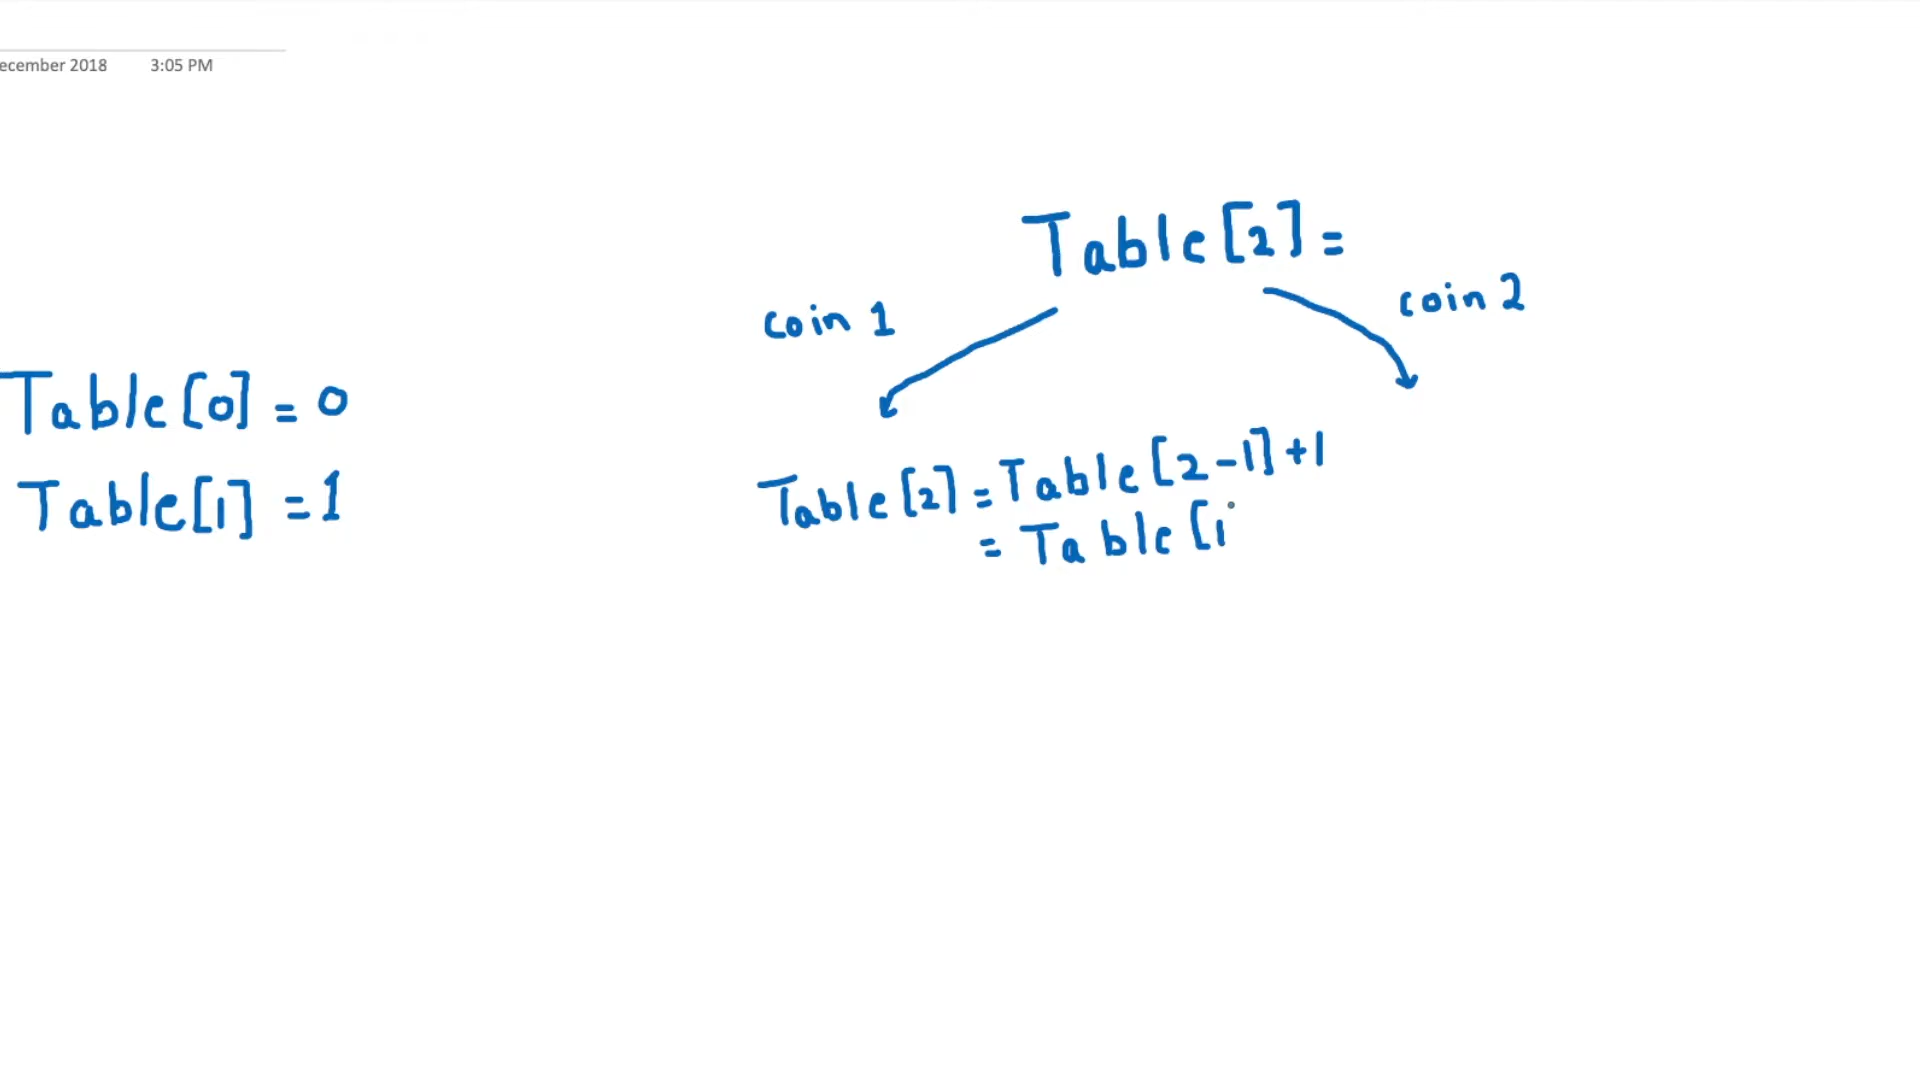 ecember 2018 3:05 PM
Table[2]=
coin 1
coin 2
Table[0]=0
Table[1]=1
Table[2]=Table[2-1]+1
=Table[1